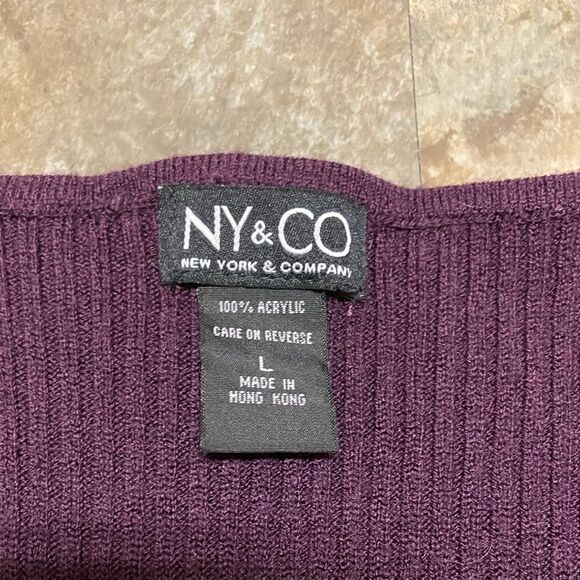 NY&CO
NEW YORK & COMPANY
100% ACRYLIC
CARE ON REVERSE
L
MADE IN
HONG KONG